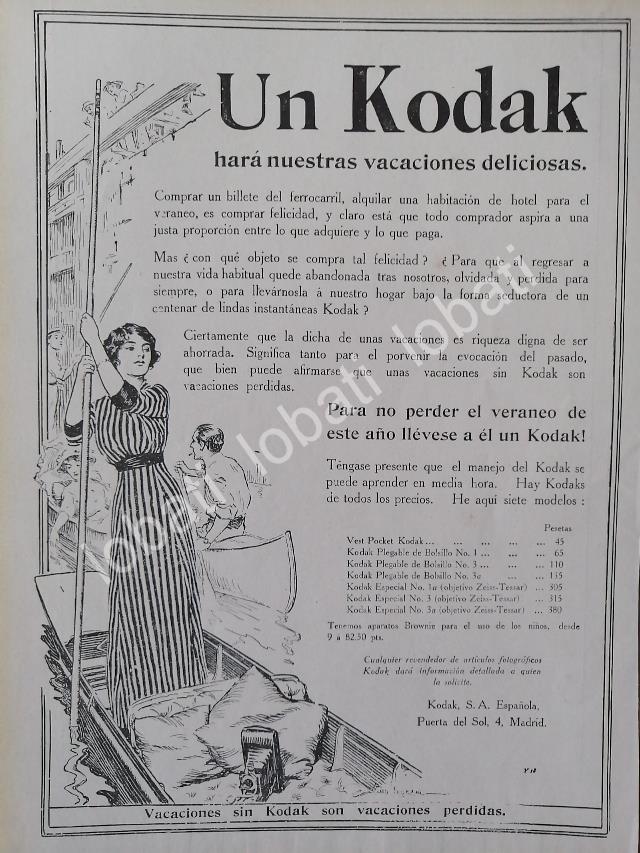 Un Kodak
hará nuestras vacaciones deliciosas.
Comprar un billete del ferrocarril, alquilar una habitación de hotel para el
veraneo, es comprar felicidad, y claro está que todo comprador aspira a una
justa proporción entre lo que adquiere y lo que paga.
Mas ¿con qué objeto se compra tal felicidad? ¿Para que al regresar a
nuestra vida habitual quede abandonada tras nosotros, olvidada y perdida para
siempre, o para llevárnosla á nuestro hogar bajo la forma seductora de un
centenar de lindas instantáneas Kodak?
Ciertamente que la dicha de unas vacaciones es riqueza digna de ser
ahorrada. Significa tanto para el porvenir la evocación del pasado,
que bien puede afirmarse que unas vacaciones sin Kodak son
vacaciones perdidas.
Para no perder el veraneo de
este año llévese a él un Kodak!
Téngase presente que el manejo del Kodak se
puede aprender en media hora. Hay Kodaks
de todos los precios. He aquí siete modelos:
Pesetas
Vest Pocket Kodak... ... ... ... ... 45
Kodak Plegable de Bolsillo No. 1 ... ... ... 65
Kodak Plegable de Bolsillo No. 3 ... ... ... 110
Kodak Plegable de Bolsillo No. 3a ... ... 135
Kodak Especial No. 1a (objetivo Zeiss-Tessar) ... 305
Kodak Especial No. 3 (objetivo Zeiss-Tessar) ... 315
Kodak Especial No. 3a (objetivo Zeiss-Tessar) ... 380
Tenemos aparatos Brownie para el uso de los niños, desde
9 a 82.50 pts.
Cualquier revendedor de artículos fotográficos
Kodak dará información detallada a quien
la solicite.
Kodak, S. A. Española,
Puerta del Sol, 4, Madrid.
Vacaciones sin Kodak son vacaciones perdidas.
lobati lobati lobati lobati